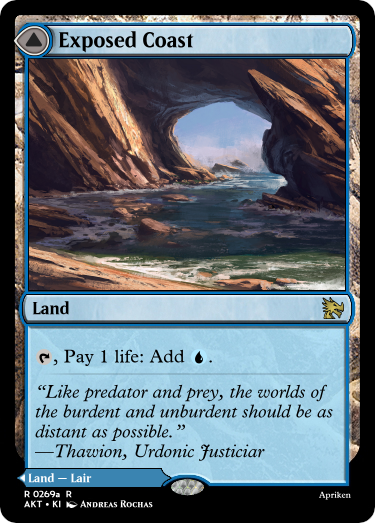 Exposed Coast
Land
, Pay 1 life: Add .
“Like predator and prey, the worlds of
the burdent and unburdent should be as
distant as possible.”
—Thawion, Urdonic Justiciar
Land — Lair
R 0269a R
AKT • KI Andreas Rochas
Apriken